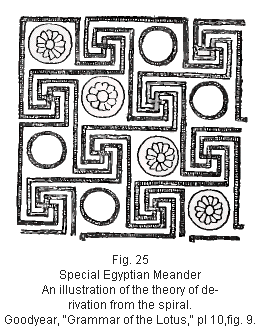 Fig. 25
Special Egyptian Meander
An illustration of the theory of de-
rivation from the spiral.
Goodyear, "Grammar of the Lotus," pl 10,fig. 9.